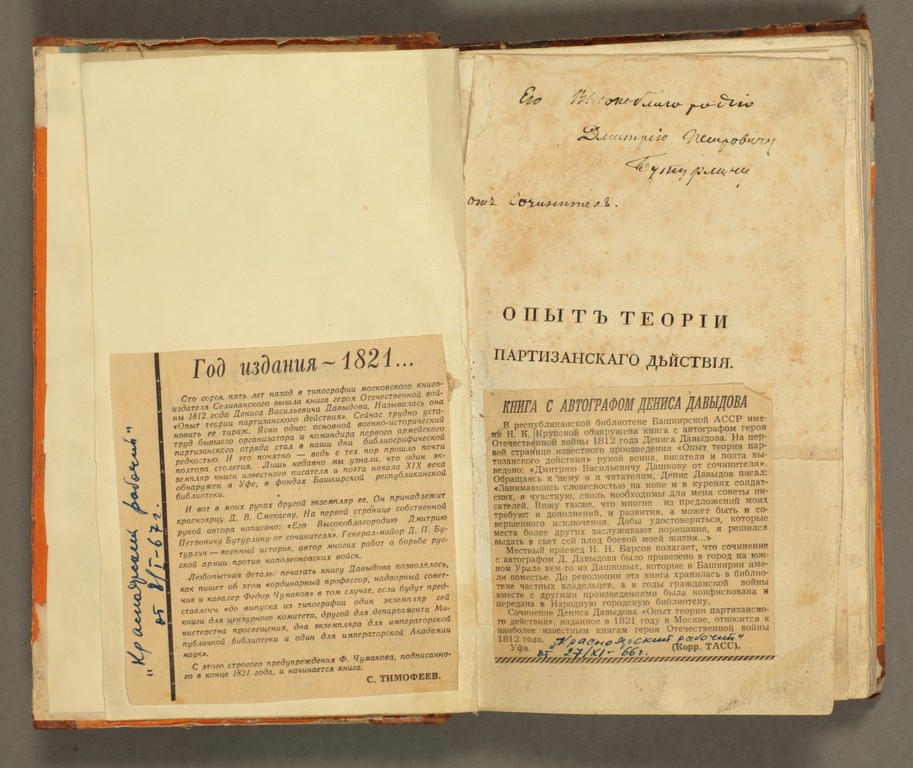 Год издания ~ 1821...
Сто сорок пять лет назад в типографии московского книго-
издателя Селивановского вышла книга героя Отечественной вой-
ны 1812 года Дениса Васильевича Давыдова. Называлась она
«Опыт теории партизанского действия». Сейчас трудно уста-
новить ее тираж. Ясно одно: основной военно-исторический
труд бывшего организатора и командира первого армейского
партизанского отряда стал в наши дни библиографической
редкостью. И это понятно — ведь с тех пор прошло почти
полтора столетия. Лишь недавно мы узнали, что один эк-
земпляр книги известного писателя и поэта начала XIX века
обнаружен в Уфе, в фондах Башкирской республиканской
библиотеки.
И вот в моих руках другой экземпляр ее. Он принадлежит
красноярцу Д. В. Смекаеву. На первой странице собственной
рукой автора написано: «Его Высокоблагородию Дмитрию
Петровичу Бутурлину от сочинителя». Генерал-майор Д. П. Бу-
турлич — военный историк, автор многих работ о борьбе рус-
ской армии против наполеоновских войск.
Любопытная деталь: печатать книгу Давыдова позволялось,
как пишет об этом «ординарный профессор, надворный совет-
ник и кавалер Федор Чумаков» в том случае, если будут пред-
ставлены «до выпуска из типографии один экземпляр сей
книги для цензурного комитета, другой для департамента Ми-
нистерства просвещения, два экземпляра для императорской
публичной библиотеки и один для императорской Академии
наук».
С этого строгого предупреждения Ф. Чумакова, подписанно-
го в конце 1821 года, и начинается книга.
С. ТИМОФЕЕВ.
"Красноярский рабочий"
от 8/I-67 г.
Его Высокоблагородію
Дмитрію Петровичу
Бутурлину
отъ Сочинителя.
ОПЫТЪ ТЕОРІИ
ПАРТИЗАНСКАГО ДѢЙСТВІЯ.
КНИГА С АВТОГРАФОМ ДЕНИСА ДАВЫДОВА
В республиканской библиотеке Башкирской АССР име-
ни Н. К. Крупской обнаружена книга с автографом героя
Отечественной войны 1812 года Дениса Давыдова. На пер-
вой странице известного произведения «Опыт теории пар-
тизанского действия» рукой воина, писателя и поэта вы-
ведено: «Дмитрию Васильевичу Дашкову от сочинителя».
Обращаясь к нему и к читателям, Денис Давыдов писал:
«Занимавшись словесностью на коне и в куренях солдат-
ских, я чувствую, сколь необходимы для меня советы пи-
сателей. Вижу также, что многие из предложений моих
требуют и дополнений, и развития, а может быть и со-
вершенного исключения. Дабы удостовериться, которые
места более других заслуживают порицания, я решился
выдать в свет сей плод боевой моей жизни...»
Местный краевед Н. Н. Барсов полагает, что сочинение
с автографом Д. Давыдова было привезено в город на юж-
ном Урале кем-то из Дашковых, которые в Башкирии име-
ли поместье. До революции эта книга хранилась в библио-
теке частных владельцев, а в годы гражданской войны
вместе с другими произведениями была конфискована и
передана в Народную городскую библиотеку.
Сочинение Дениса Давыдова «Опыт теории партизанско-
го действия», изданное в 1821 году в Москве, относится к
наиболее известным книгам героя Отечественной войны
1812 года.
Уфа. (Корр. ТАСС).
"Красноярский рабочий"
от 27/XI-66 г.